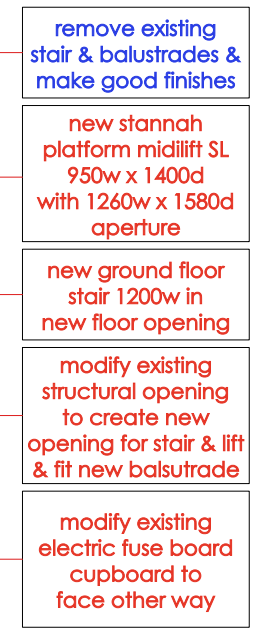 remove existing
stair & balustrades &
make good finishes
new stannah
platform midilift SL
950w x 1400d
with 1260w x 1580d
aperture
new ground floor
stair 1200w in
new floor opening
modify existing
structural opening
to create new
opening for stair & lift
& fit new balsutrade
modify existing
electric fuse board
cupboard to
face other way